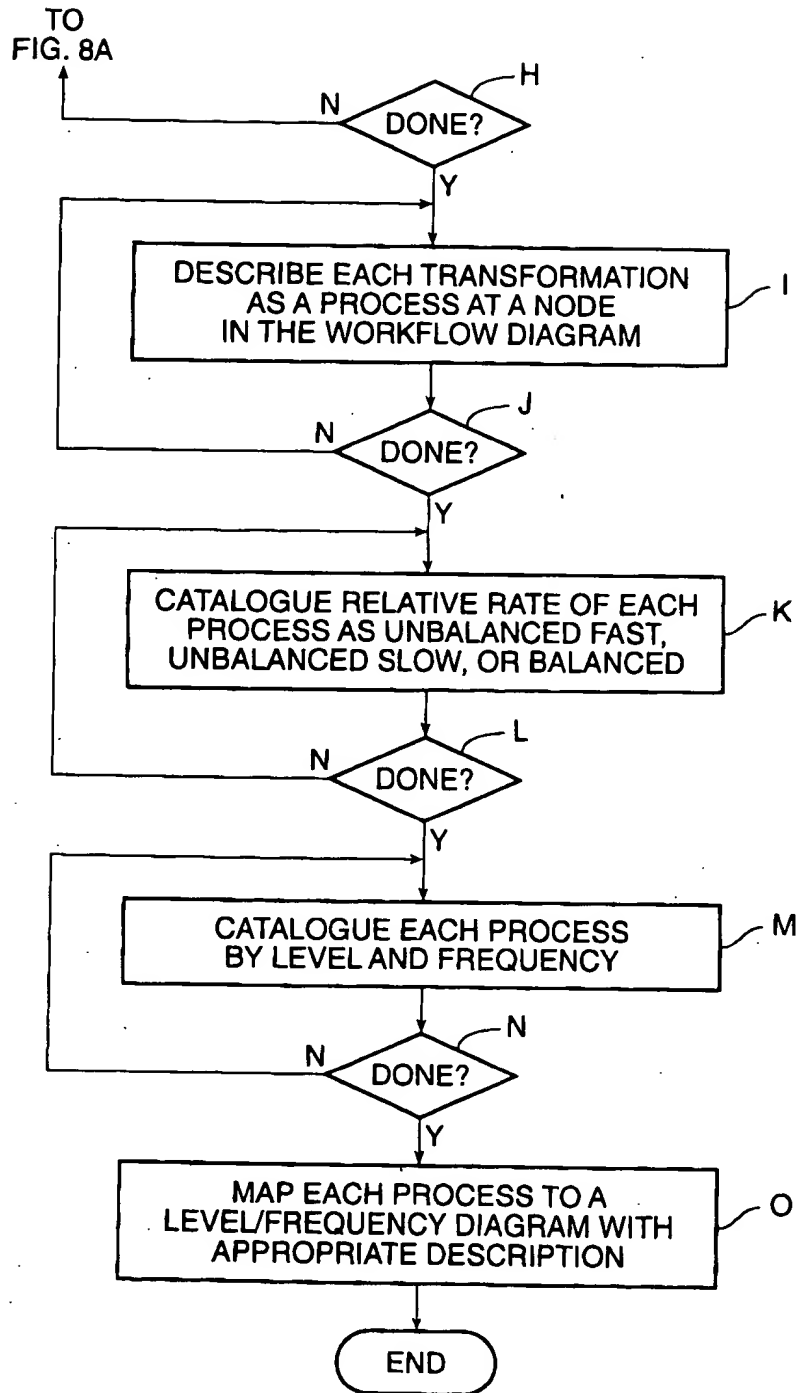 TO
FIG. 8A
H
N
DONE?
Y
DESCRIBE EACH TRANSFORMATION
AS A PROCESS AT A NODE
IN THE WORKFLOW DIAGRAM
I
J
N
DONE?
Y
CATALOGUE RELATIVE RATE OF EACH
PROCESS AS UNBALANCED FAST,
UNBALANCED SLOW, OR BALANCED
K
L
N
DONE?
Y
CATALOGUE EACH PROCESS
BY LEVEL AND FREQUENCY
M
N
N
DONE?
Y
MAP EACH PROCESS TO A
LEVEL/FREQUENCY DIAGRAM WITH
APPROPRIATE DESCRIPTION
O
END